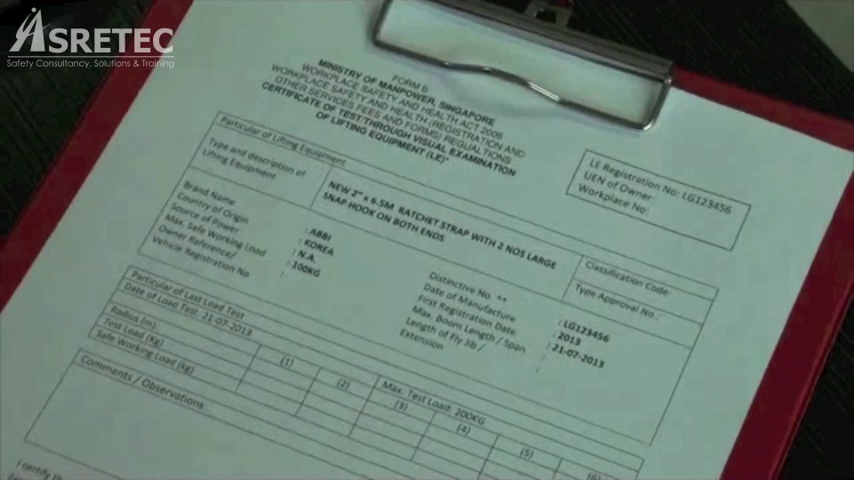 ASRETEC
Safety Consultancy, Solutions & Training
FORM 6
MINISTRY OF MANPOWER, SINGAPORE
WORKPLACE SAFETY AND HEALTH ACT 2006
WORKPLACE SAFETY AND HEALTH (REGISTRATION AND
OTHER SERVICES FEES AND FORMS) REGUALTIONS
CERTIFICATE OF TEST/THROUGH VISUAL EXAMINATION
OF LIFTING EQUIPMENT (LE)*
LE Registration No: LG123456
UEN of Owner:
Workplace No:
Particular of Lifting Equipment
Type and description of
Lifting Equipment
NEW 2" x 6.5M RATCHET STRAP WITH 2 NOS LARGE
SNAP HOOK ON BOTH ENDS
Classification Code:
Type Approval No.:
Brand Name : ABBI
Country of Origin : KOREA
Source of Power : N.A.
Max. Safe Working Load : 100KG
Owner Reference/ :
Vehicle Registration No
Distinctive No. ** : LG123456
Date of Manufacture : 2013
First Registration Date : 21-07-2013
Max. Boom Length / Span :
Length of Fly Jib / :
Extension
Particular of Last Load Test
Date of Load Test: 21-07-2013
Max. Test Load: 200KG
Radius (m): (1) (2) (3) (4) (5) (6)
Test Load (Kg)
Safe Working Load (kg)
Comments / Observations
I certify th